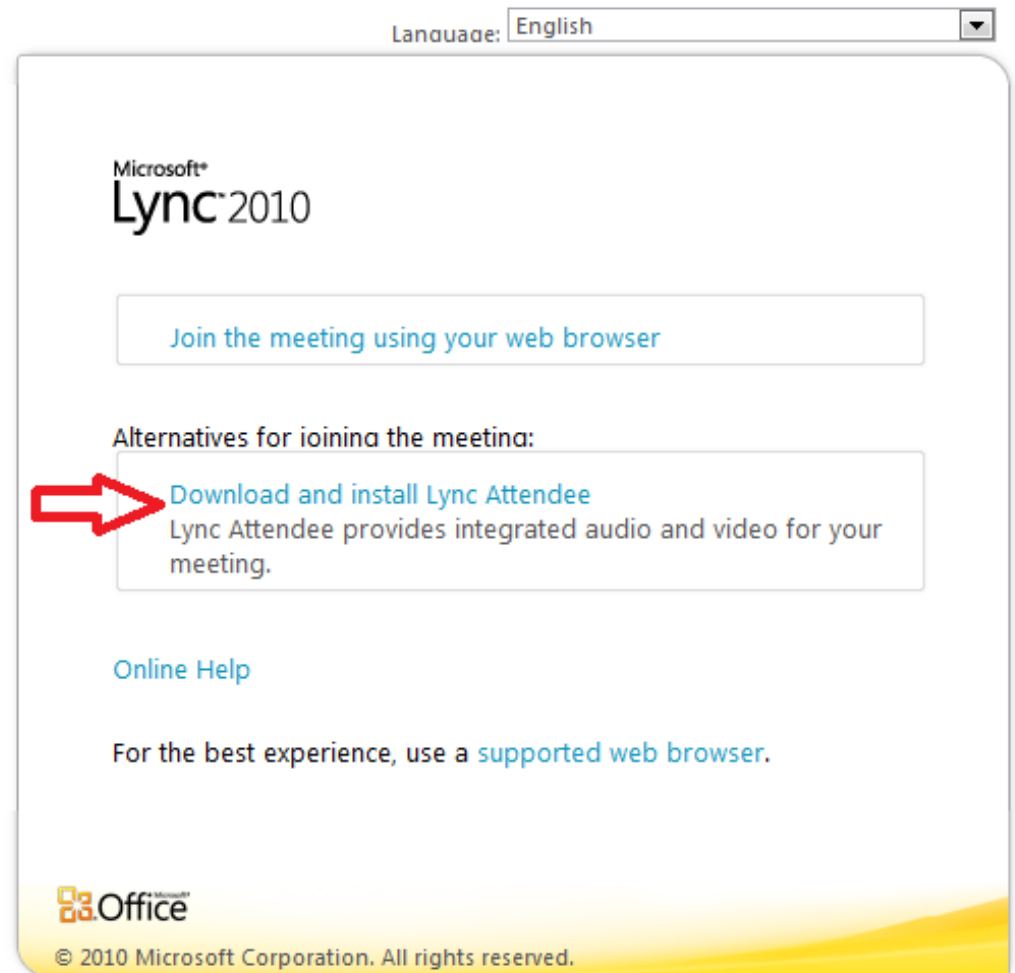 Language: English
Microsoft®
Lync™ 2010
Join the meeting using your web browser
Alternatives for joining the meeting:
Download and install Lync Attendee
Lync Attendee provides integrated audio and video for your
meeting.
Online Help
For the best experience, use a supported web browser.
Microsoft®
Office
© 2010 Microsoft Corporation. All rights reserved.